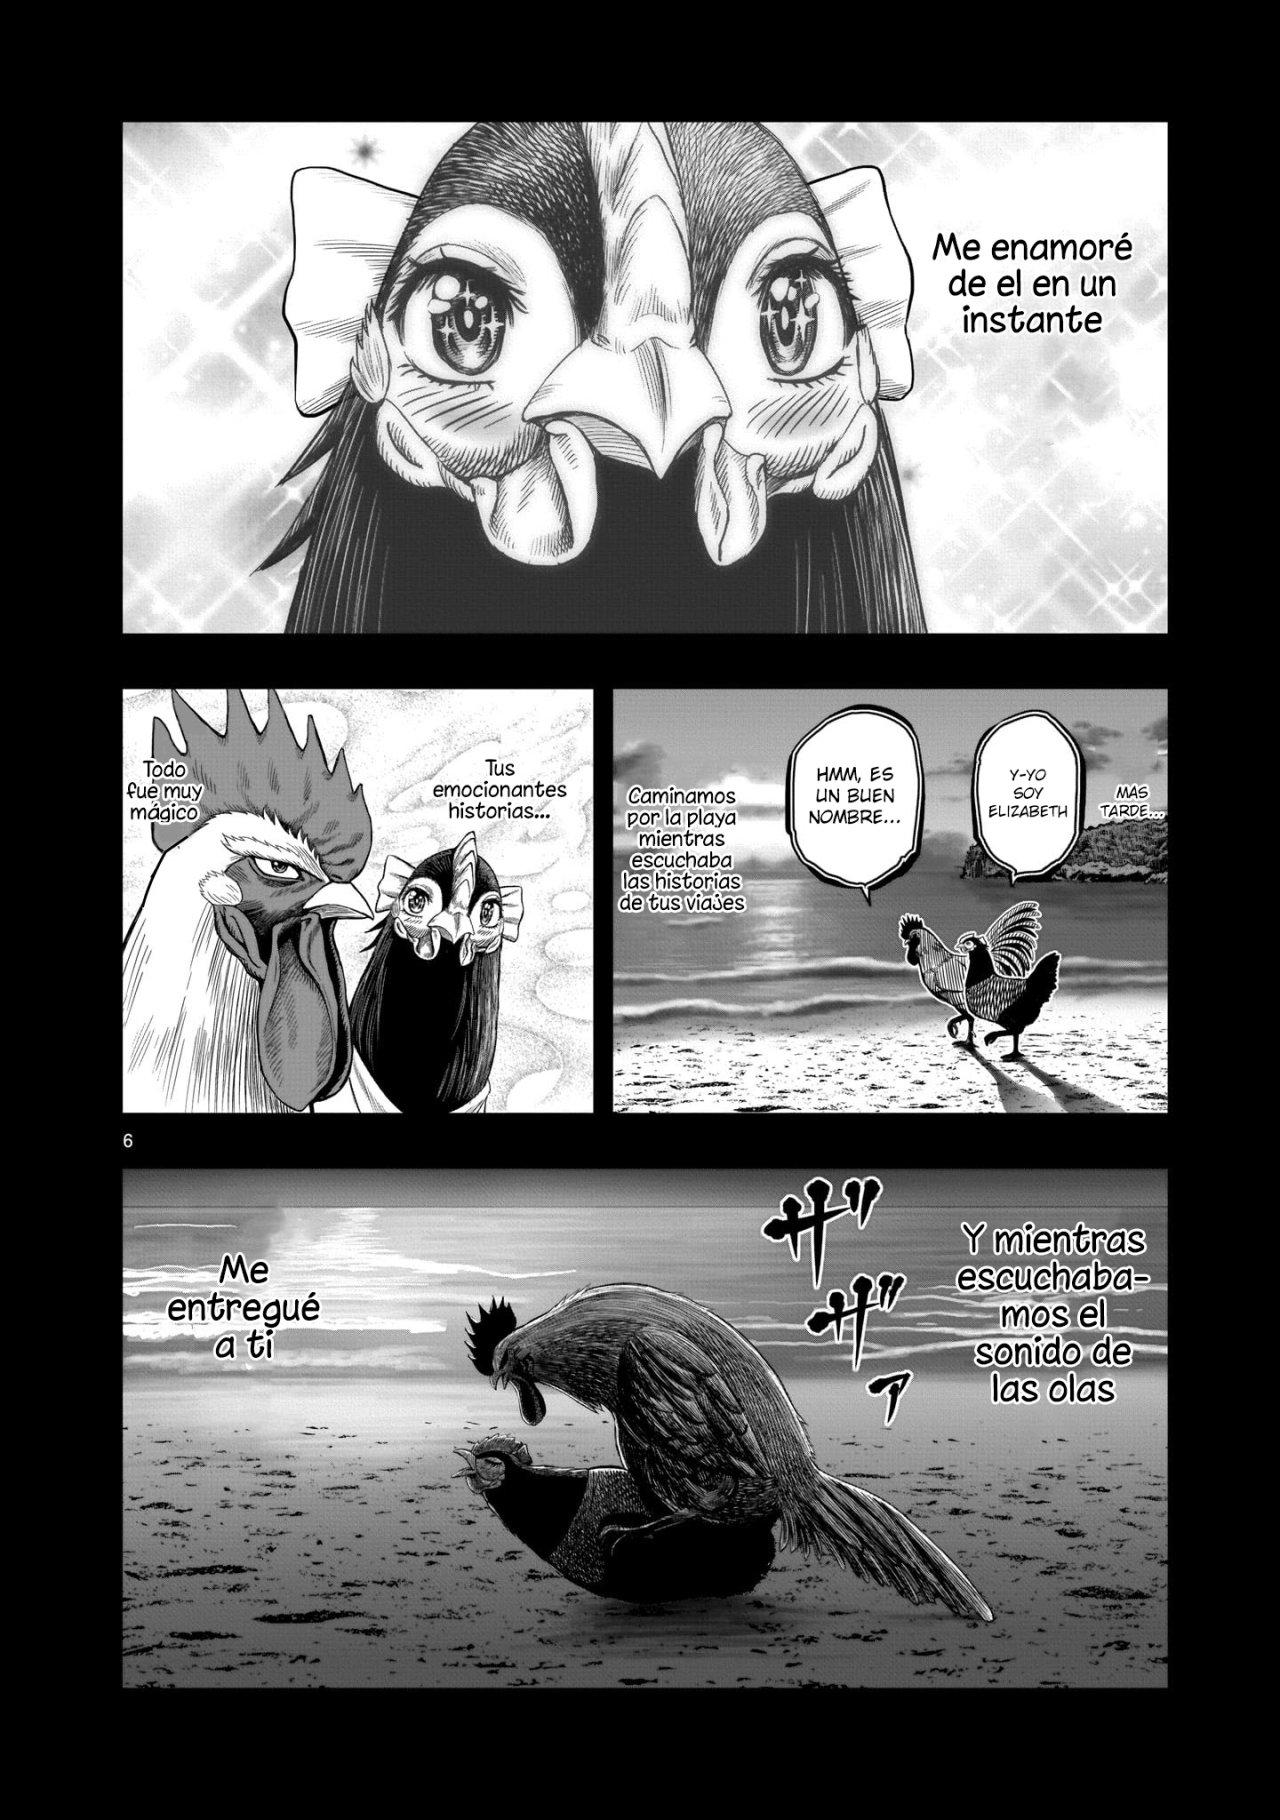 Me enamoré
de el en un
instante
MAS
TARDE...
Y-YO
SOY
ELIZABETH
HMM, ES
UN BUEN
NOMBRE...
Caminamos
por la playa
mientras
escuchaba
las historias
de tus viajes
Tus
emocionantes
historias...
Todo
fue muy
mágico
6
Y mientras
escuchaba-
mos el
sonido de
las olas
ザザァ
Me
entregué
a ti